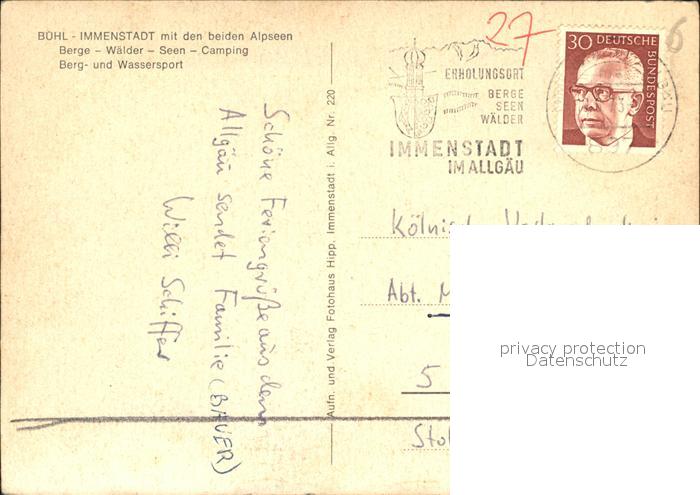 BÜHL - IMMENSTADT mit den beiden Alpseen
Berge – Wälder – Seen – Camping
Berg- und Wassersport
Schöne Feriengrüße aus dem
Allgäu sendet Familie (BAUER)
Willi Schiffer
Aufn. und Verlag Fotohaus Hipp. Immenstadt i. Allg. Nr. 220
27
6
ERHOLUNGSORT
BERGE
SEEN
WÄLDER
IMMENSTADT
IM ALLGÄU
30 DEUTSCHE
BUNDESPOST
Abt. M
5
privacy protection
Datenschutz